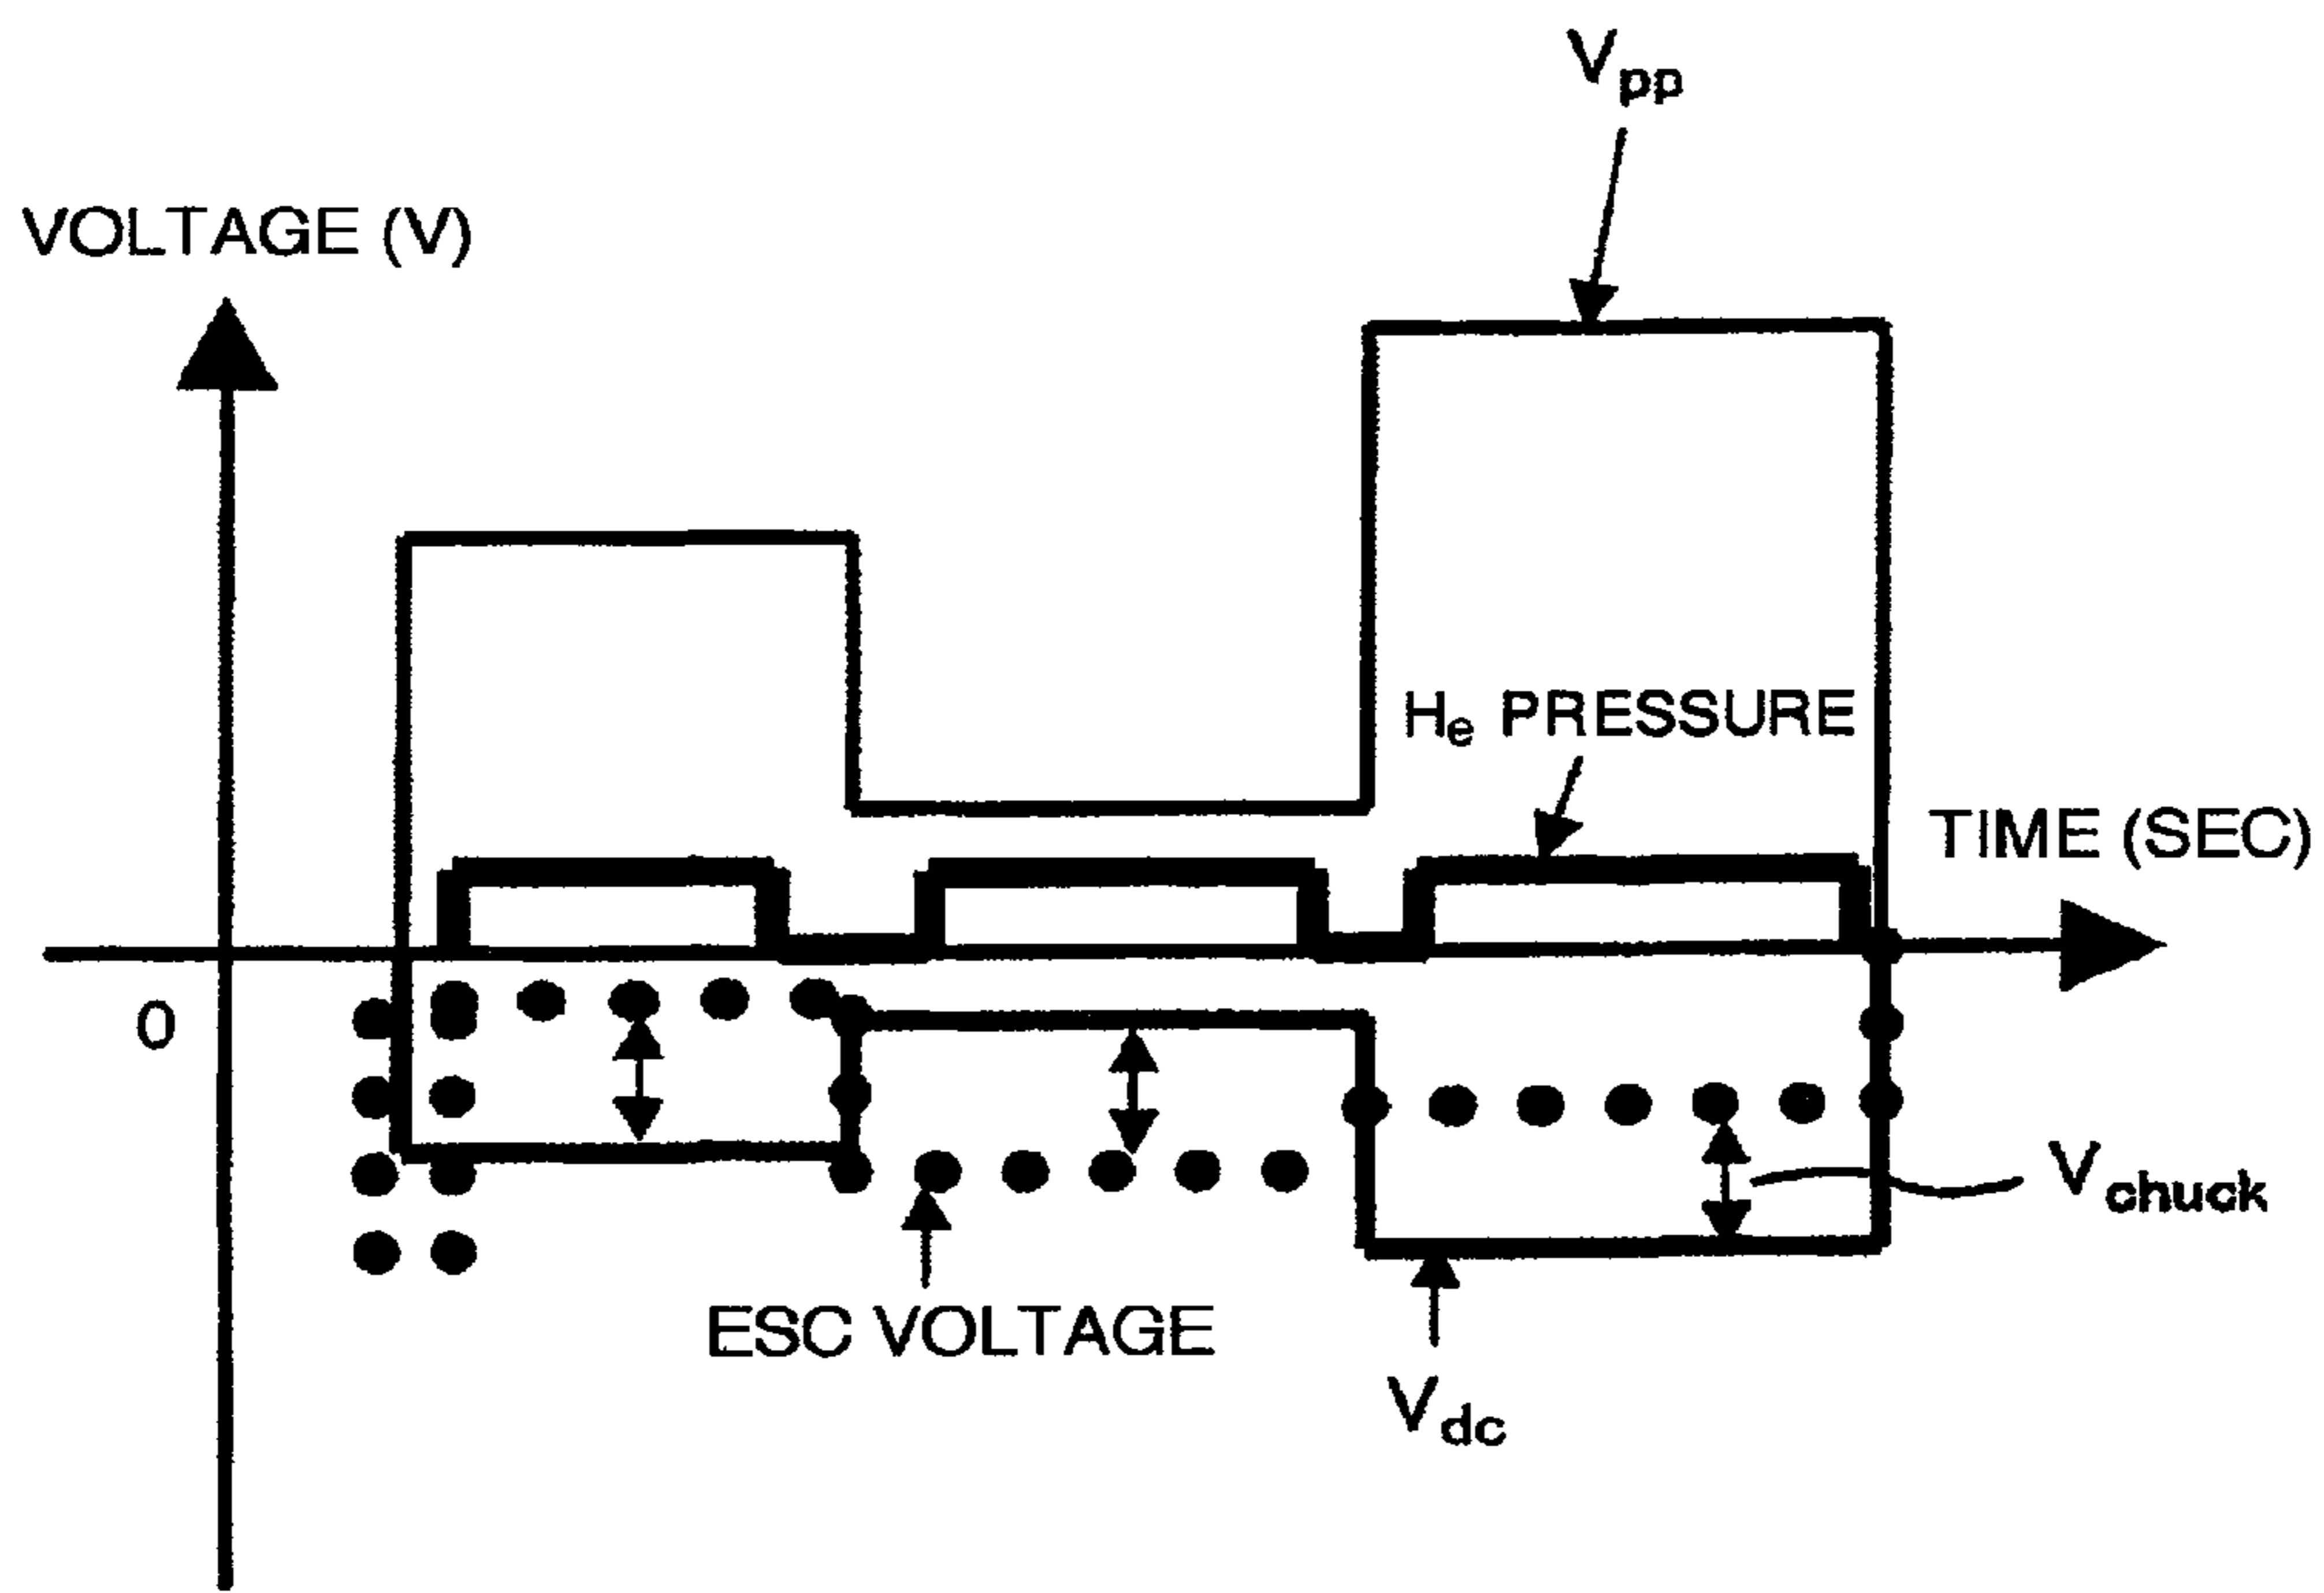 Vpp
VOLTAGE (V)
He PRESSURE
TIME (SEC)
0
Vchuck
ESC VOLTAGE
Vdc